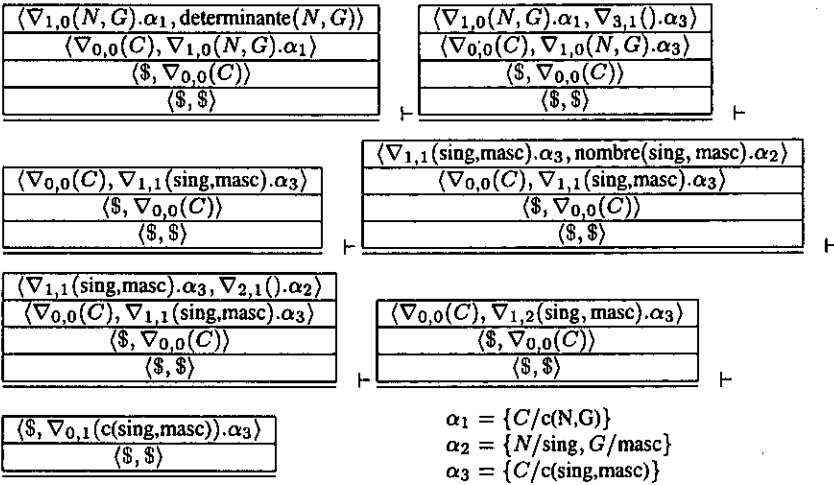 ⟨∇₁,₀(N, G).α₁, determinante(N, G)⟩
⟨∇₀,₀(C), ∇₁,₀(N, G).α₁⟩
⟨$, ∇₀,₀(C)⟩
⟨$, $⟩
⊢
⟨∇₁,₀(N, G).α₁, ∇₃,₁().α₃⟩
⟨∇₀,₀(C), ∇₁,₀(N, G).α₃⟩
⟨$, ∇₀,₀(C)⟩
⟨$, $⟩
⊢
⟨∇₀,₀(C), ∇₁,₁(sing,masc).α₃⟩
⟨$, ∇₀,₀(C)⟩
⟨$, $⟩
⊢
⟨∇₁,₁(sing,masc).α₃, nombre(sing, masc).α₂⟩
⟨∇₀,₀(C), ∇₁,₁(sing,masc).α₃⟩
⟨$, ∇₀,₀(C)⟩
⟨$, $⟩
⊢
⟨∇₁,₁(sing,masc).α₃, ∇₂,₁().α₂⟩
⟨∇₀,₀(C), ∇₁,₁(sing,masc).α₃⟩
⟨$, ∇₀,₀(C)⟩
⟨$, $⟩
⊢
⟨∇₀,₀(C), ∇₁,₂(sing, masc).α₃⟩
⟨$, ∇₀,₀(C)⟩
⟨$, $⟩
⊢
⟨$, ∇₀,₁(c(sing,masc)).α₃⟩
⟨$, $⟩
α₁ = {C/c(N,G)}
α₂ = {N/sing, G/masc}
α₃ = {C/c(sing,masc)}